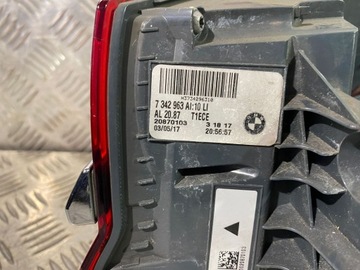 7 342 963 AI:10 LI
AL 20.87 T1ECE
20870103 3 18 17
03/05/17 20:56:57